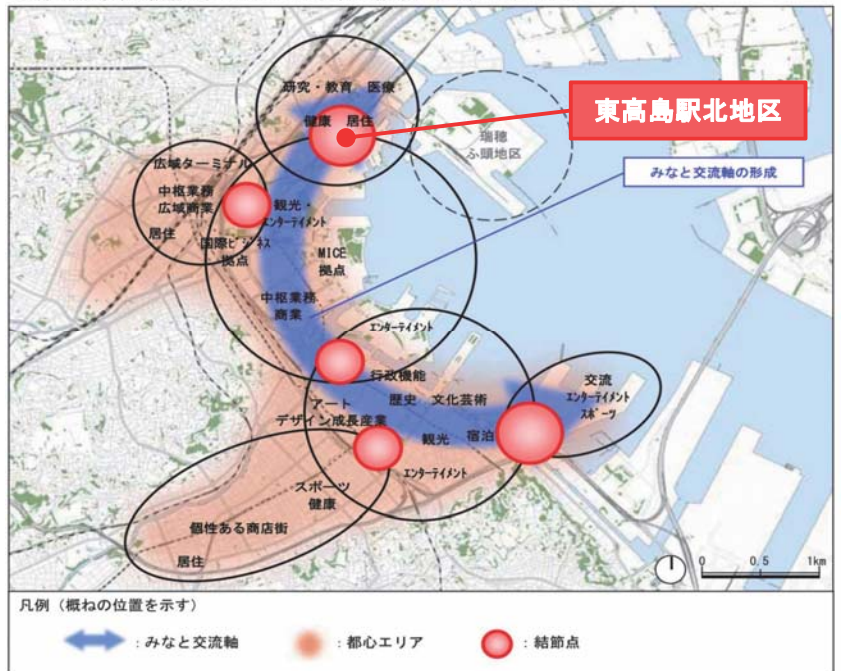 研究・教育 医療
健康 居住
東高島駅北地区
瑞穂
ふ頭地区
みなと交流軸の形成
広域ターミナル
中枢業務
広域商業
居住
観光・
エンターテイメント
国際ビジネス
拠点
MICE
拠点
中枢業務
商業
エンターテイメント
行政機能
アート
デザイン成長産業
歴史 文化芸術
観光 宿泊
交流
エンターテイメント
スポーツ
エンターテイメント
スポーツ
健康
個性ある商店街
居住
0 0.5 1km
凡例（概ねの位置を示す）
：みなと交流軸 ：都心エリア ：結節点